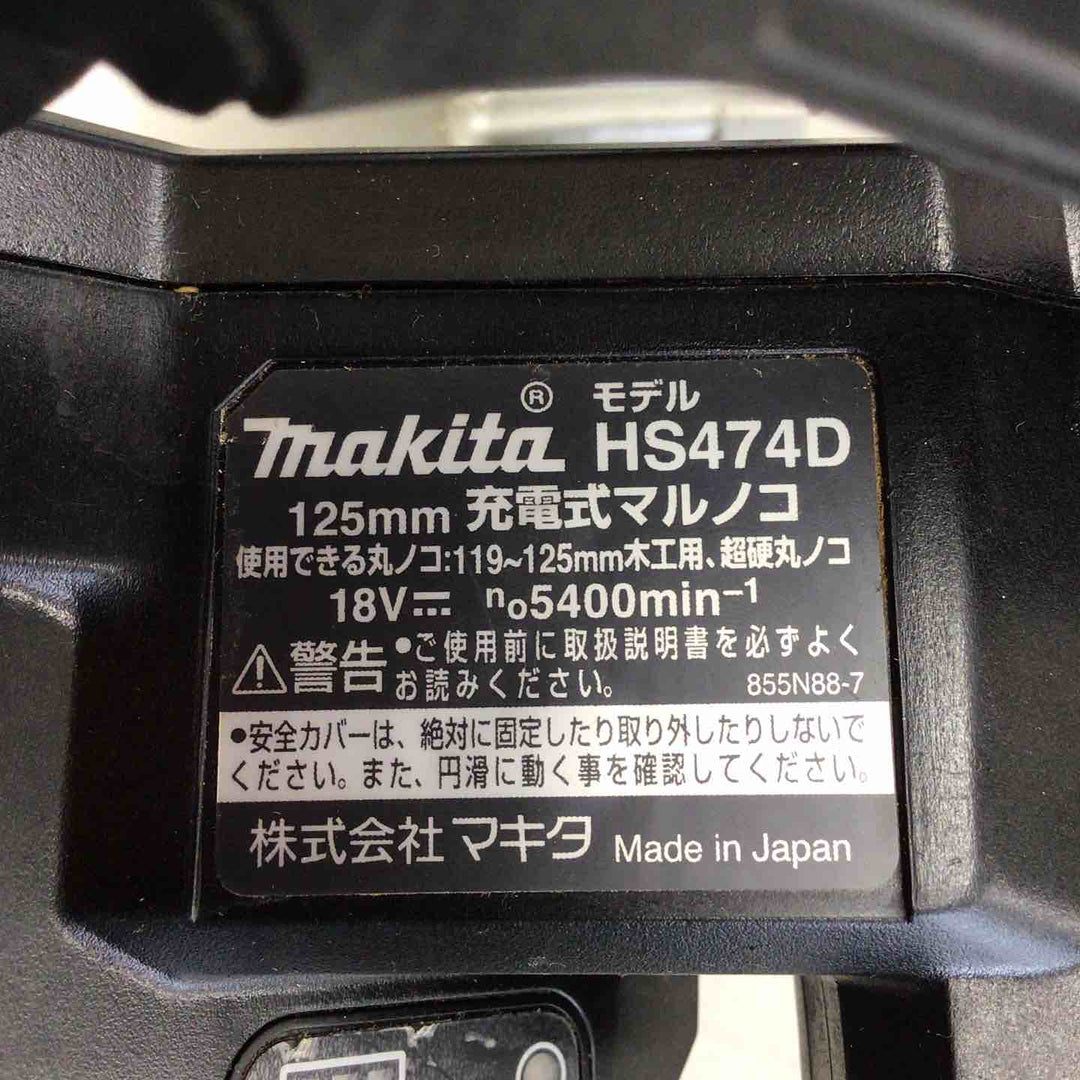 makita® モデル HS474D
125mm 充電式マルノコ
使用できる丸ノコ:119~125mm木工用、超硬丸ノコ
18V⎓ n₀5400min⁻¹
⚠警告 •ご使用前に取扱説明書を必ずよく
お読みください。 855N88-7
•安全カバーは、絶対に固定したり取り外したりしないで
ください。また、円滑に動く事を確認してください。
株式会社マキタ Made in Japan